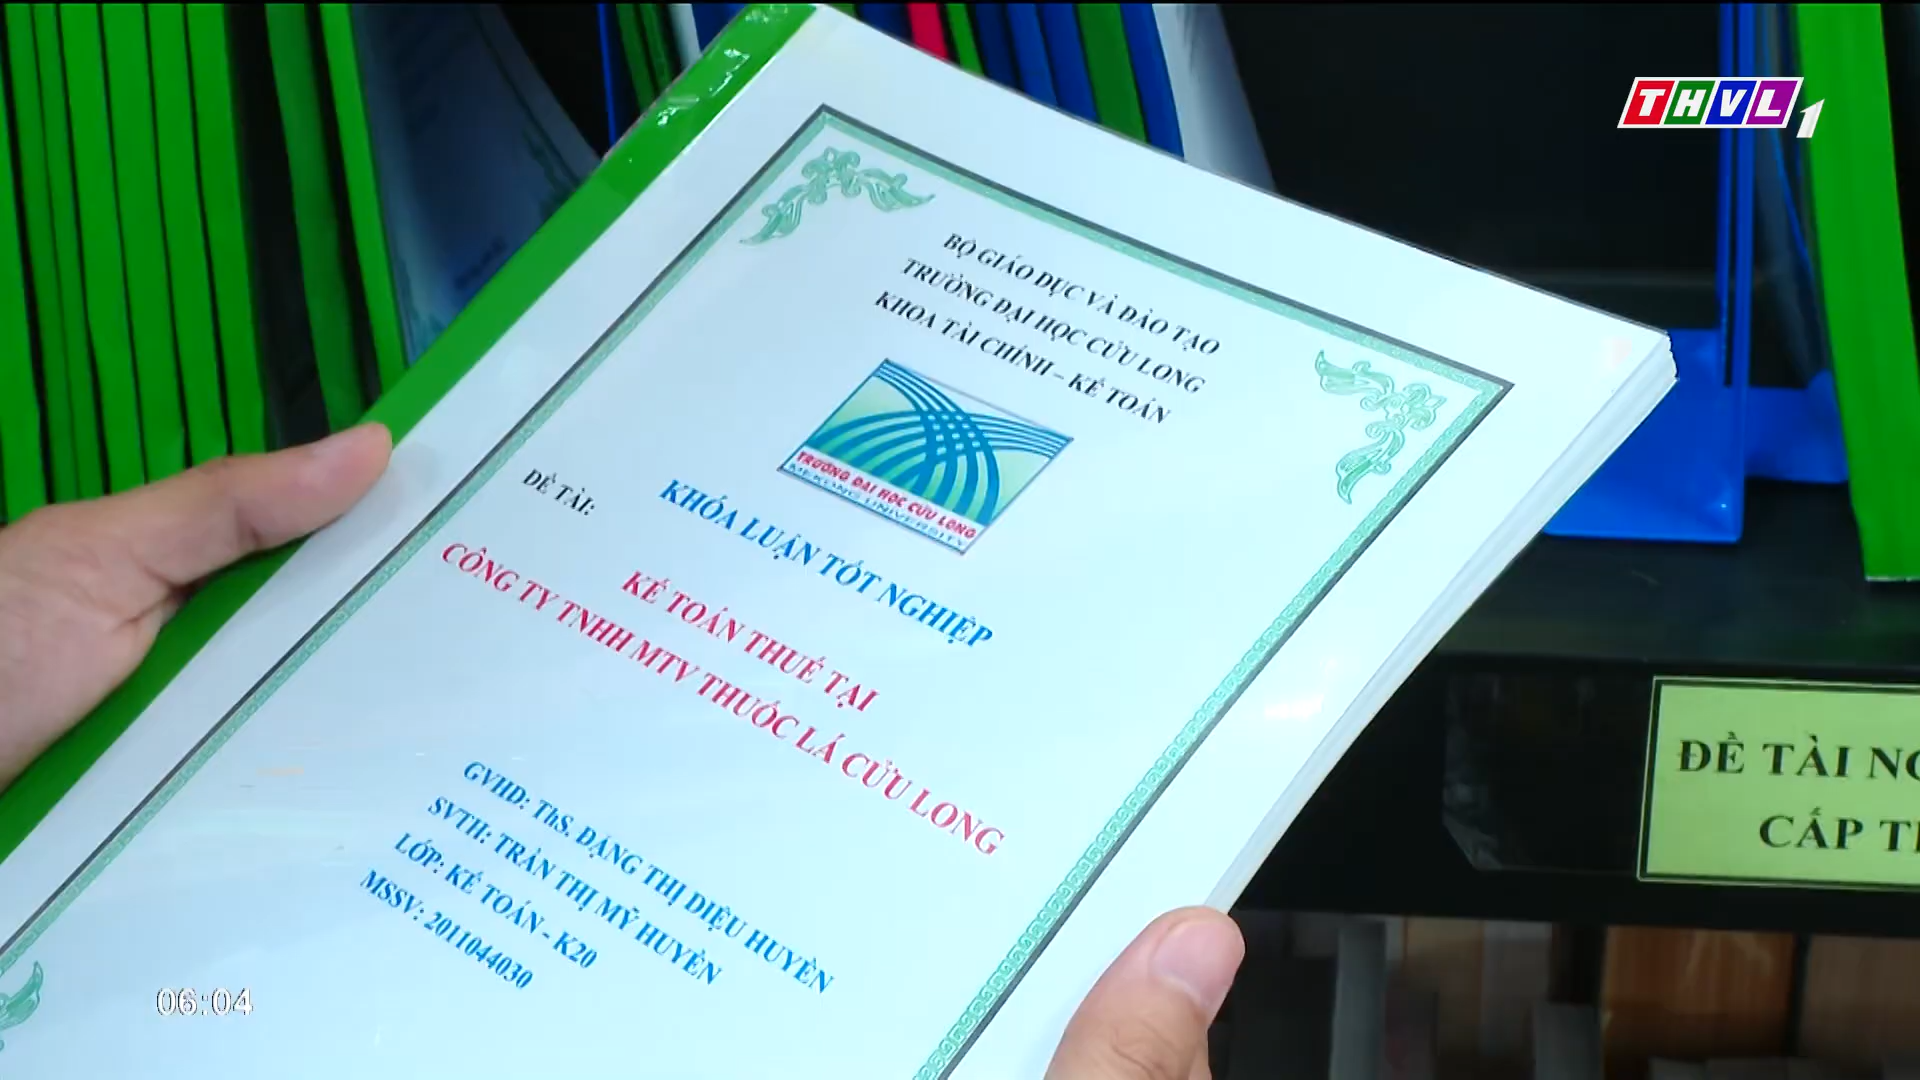 THVL1
BỘ GIÁO DỤC VÀ ĐÀO TẠO
TRƯỜNG ĐẠI HỌC CỬU LONG
KHOA TÀI CHÍNH – KẾ TOÁN
TRƯỜNG ĐẠI HỌC CỬU LONG
MEKONG UNIVERSITY
KHÓA LUẬN TỐT NGHIỆP
ĐỀ TÀI:
KẾ TOÁN THUẾ TẠI
CÔNG TY TNHH MTV THUỐC LÁ CỬU LONG
GVHD: ThS. ĐẶNG THỊ DIỆU HUYỀN
SVTH: TRẦN THỊ MỸ HUYỀN
LỚP: KẾ TOÁN - K20
MSSV: 2011044030
ĐỀ TÀI
CẤP
06:04